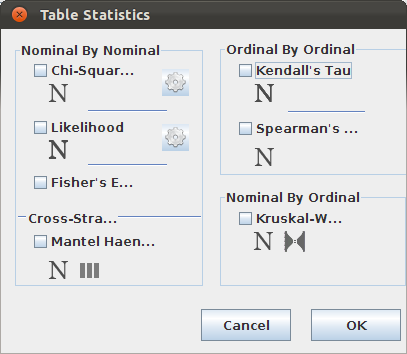 Table Statistics
Nominal By Nominal
Chi-Squar...
N
Likelihood
N
Fisher's E...
Cross-Stra...
Mantel Haen...
N
Ordinal By Ordinal
Kendall's Tau
N
Spearman's ...
N
Nominal By Ordinal
Kruskal-W...
N
Cancel
OK